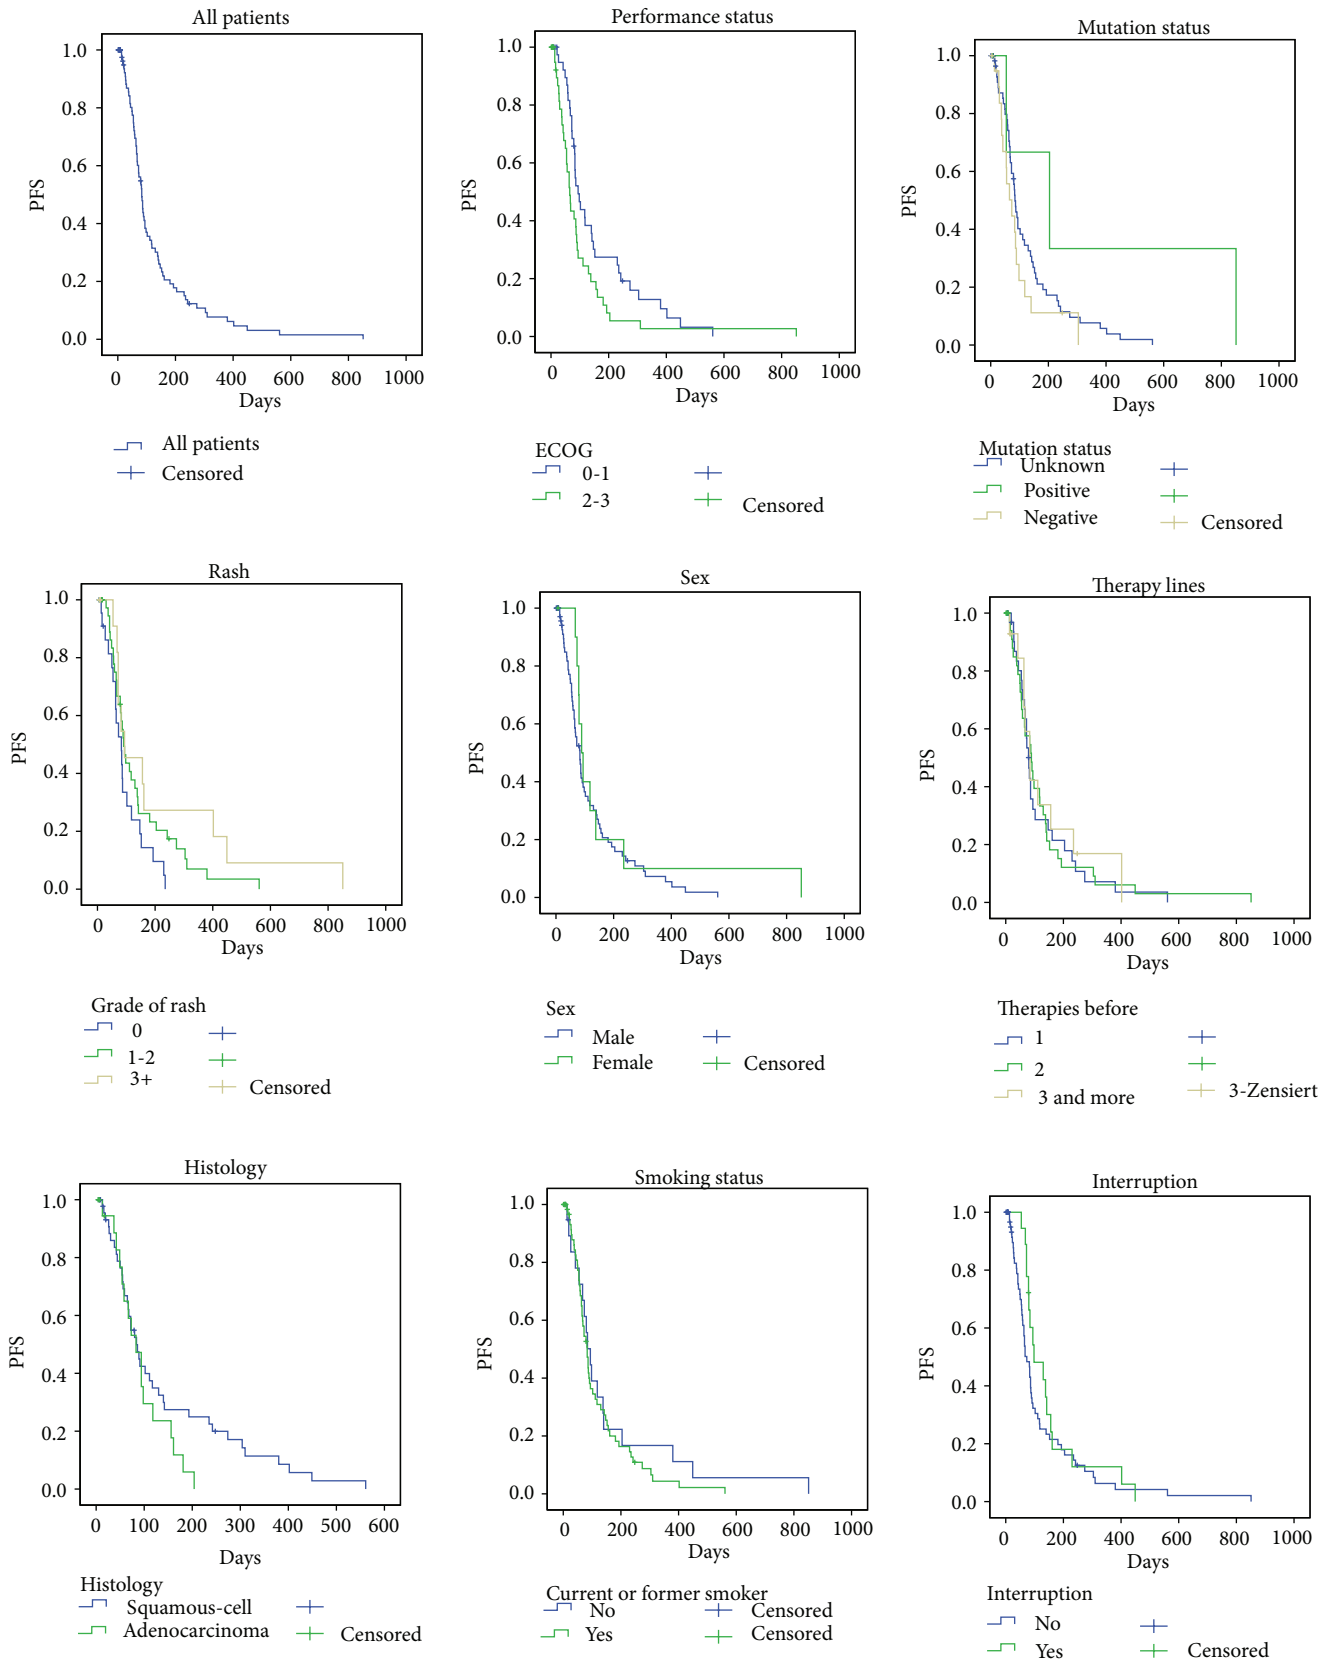 All patients
PFS
1.0
0.8
0.6
0.4
0.2
0.0
0 200 400 600 800 1000
Days
All patients
Censored
Performance status
PFS
1.0
0.8
0.6
0.4
0.2
0.0
0 200 400 600 800 1000
Days
ECOG
0-1
2-3 Censored
Mutation status
PFS
1.0
0.8
0.6
0.4
0.2
0.0
0 200 400 600 800 1000
Days
Mutation status
Unknown
Positive
Negative Censored
Rash
PFS
1.0
0.8
0.6
0.4
0.2
0.0
0 200 400 600 800 1000
Days
Grade of rash
0
1-2
3+ Censored
Sex
PFS
1.0
0.8
0.6
0.4
0.2
0.0
0 200 400 600 800 1000
Days
Sex
Male
Female Censored
Therapy lines
PFS
1.0
0.8
0.6
0.4
0.2
0.0
0 200 400 600 800 1000
Days
Therapies before
1
2
3 and more 3-Zensiert
Histology
PFS
1.0
0.8
0.6
0.4
0.2
0.0
0 100 200 300 400 500 600
Days
Histology
Squamous-cell
Adenocarcinoma Censored
Smoking status
PFS
1.0
0.8
0.6
0.4
0.2
0.0
0 200 400 600 800 1000
Days
Current or former smoker
No Censored
Yes Censored
Interruption
PFS
1.0
0.8
0.6
0.4
0.2
0.0
0 200 400 600 800 1000
Days
Interruption
No
Yes Censored